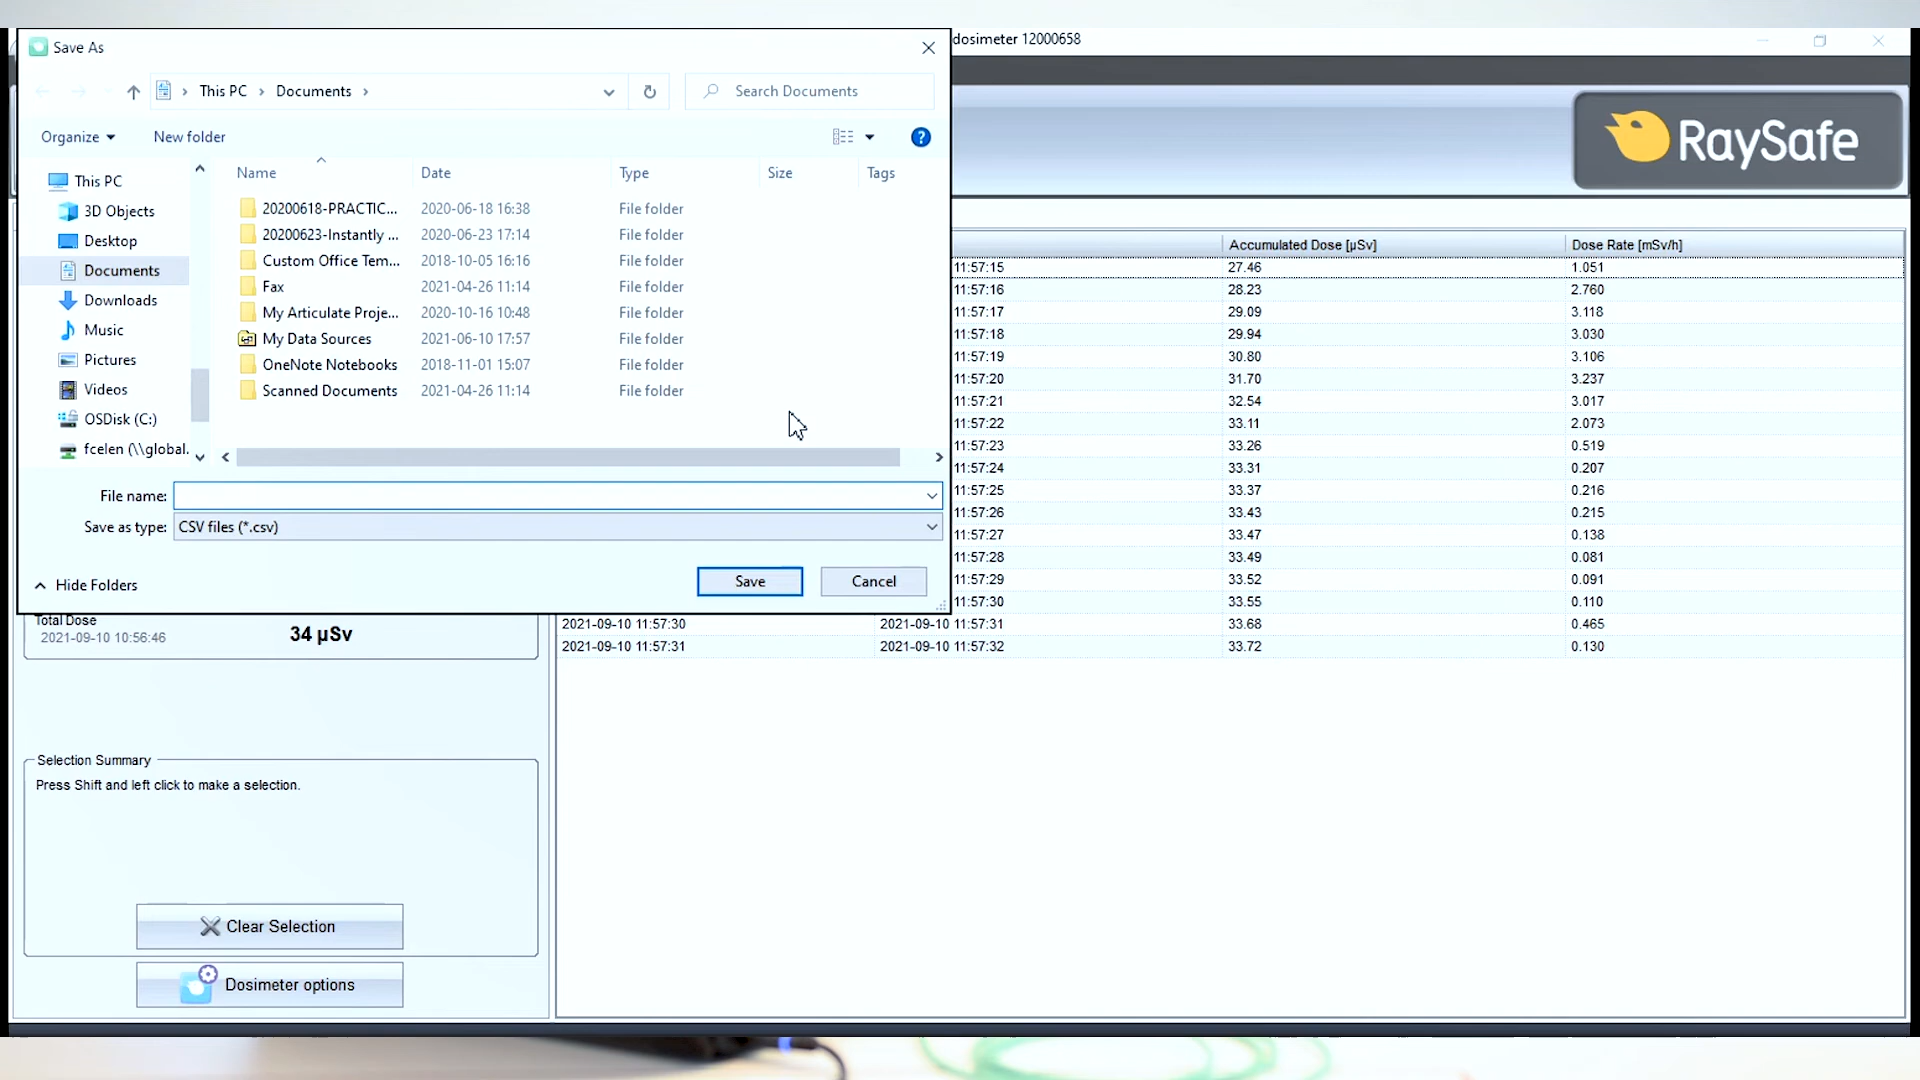 Save As
dosimeter 12000658
This PC > Documents >
Search Documents
RaySafe
Organize
New folder
Name Date Type Size Tags
This PC
3D Objects
Desktop
Documents
Downloads
Music
Pictures
Videos
OSDisk (C:)
fcelen (\\global.
20200618-PRACTIC... 2020-06-18 16:38 File folder
20200623-Instantly ... 2020-06-23 17:14 File folder
Custom Office Tem... 2018-10-05 16:16 File folder
Fax 2021-04-26 11:14 File folder
My Articulate Proje... 2020-10-16 10:48 File folder
My Data Sources 2021-06-10 17:57 File folder
OneNote Notebooks 2018-11-01 15:07 File folder
Scanned Documents 2021-04-26 11:14 File folder
File name:
Save as type: CSV files (*.csv)
Hide Folders
Save
Cancel
Accumulated Dose [µSv] Dose Rate [mSv/h]
11:57:15 27.46 1.051
11:57:16 28.23 2.760
11:57:17 29.09 3.118
11:57:18 29.94 3.030
11:57:19 30.80 3.106
11:57:20 31.70 3.237
11:57:21 32.54 3.017
11:57:22 33.11 2.073
11:57:23 33.26 0.519
11:57:24 33.31 0.207
11:57:25 33.37 0.216
11:57:26 33.43 0.215
11:57:27 33.47 0.138
11:57:28 33.49 0.081
11:57:29 33.52 0.091
11:57:30 33.55 0.110
2021-09-10 11:57:30 2021-09-10 11:57:31 33.68 0.465
2021-09-10 11:57:31 2021-09-10 11:57:32 33.72 0.130
Total Dose
2021-09-10 10:56:46
34 µSv
Selection Summary
Press Shift and left click to make a selection.
Clear Selection
Dosimeter options